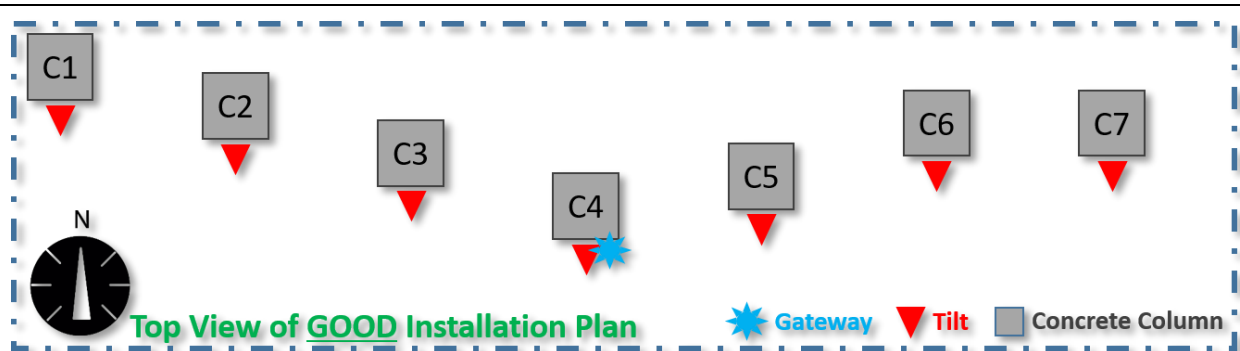 C1
C2
C3
C4
C5
C6
C7
N
Top View of GOOD Installation Plan
Gateway
Tilt
Concrete Column